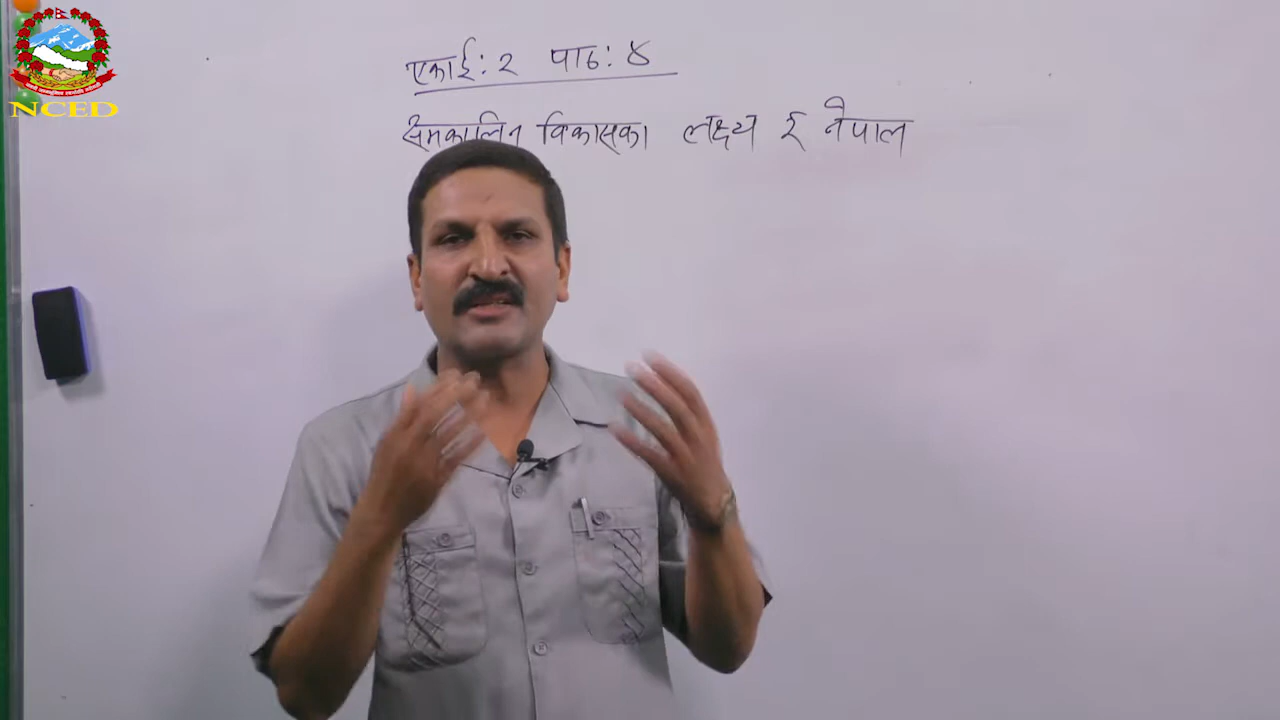 NCED
एकाई: २ पाठ: ४
समकालिन विकासका लक्ष्य र नेपाल